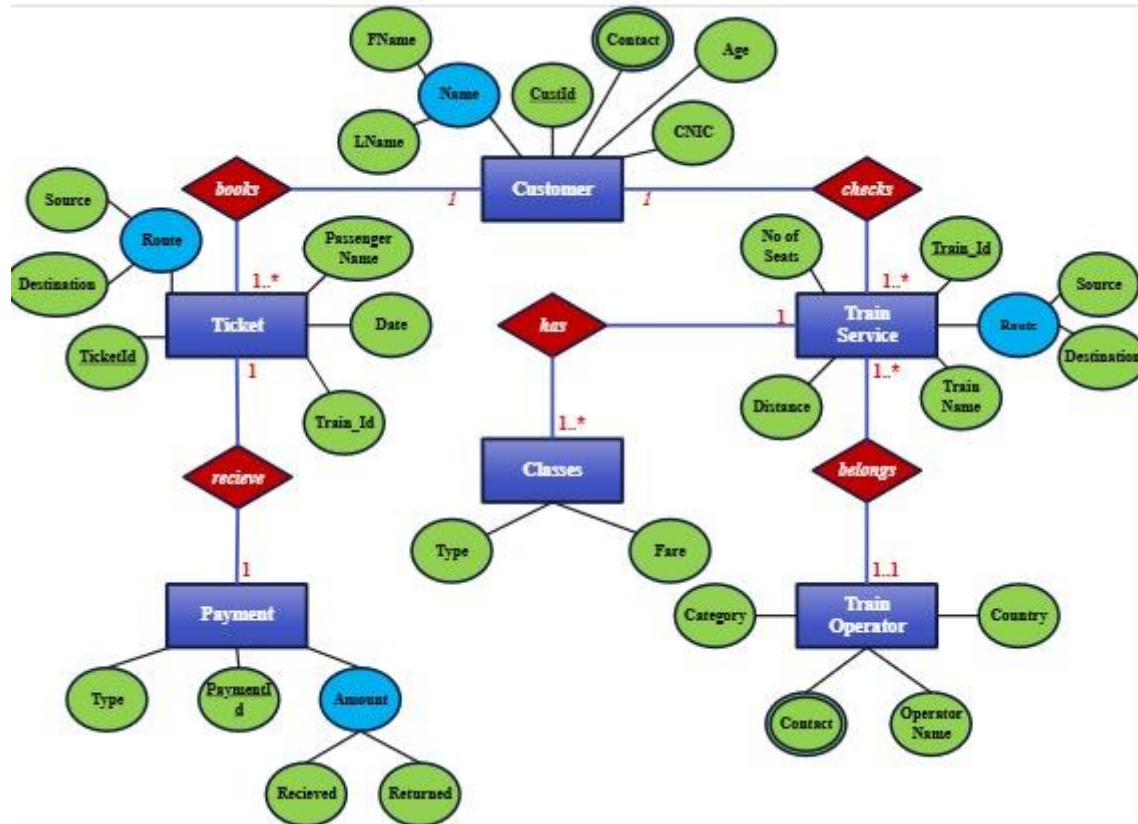 FName
Contact
Age
Name
CustId
LName
CNIC
books
1
Customer
1
checks
Source
Route
Passenger
Name
No of
Seats
Train_Id
Source
Destination
1..*
1..*
Ticket
Date
has
1
Train
Service
Route
Destination
TicketId
1
1..*
Train_Id
Distance
Train
Name
1..*
recieve
Classes
belongs
Type
Fare
1
1..1
Payment
Category
Train
Operator
Country
Type
PaymentI
d
Amount
Contact
Operator
Name
Recieved
Returned